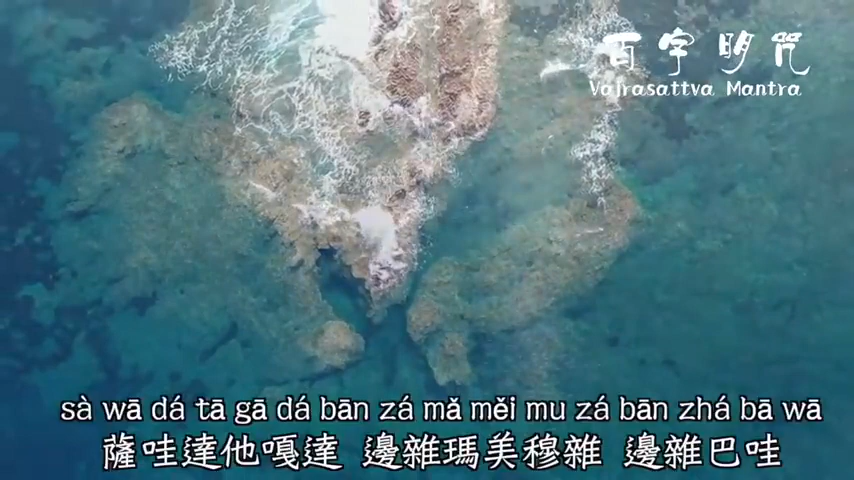 百字明咒
Vajrasattva Mantra
sà wā dá tā gā dá bān zá mǎ měi mu zá bān zhá bā wā
薩哇達他嘎達 邊雜瑪美穆雜 邊雜巴哇